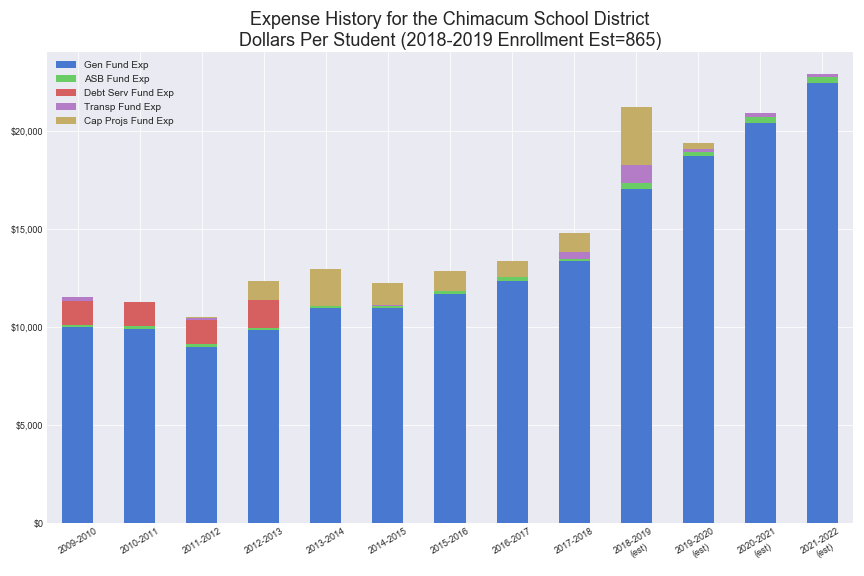 Expense History for the Chimacum School District
Dollars Per Student (2018-2019 Enrollment Est=865)
Gen Fund Exp
ASB Fund Exp
Debt Serv Fund Exp
Transp Fund Exp
Cap Projs Fund Exp
$20,000
$15,000
$10,000
$5,000
$0
2009-2010
2010-2011
2011-2012
2012-2013
2013-2014
2014-2015
2015-2016
2016-2017
2017-2018
2018-2019
(est)
2019-2020
(est)
2020-2021
(est)
2021-2022
(est)